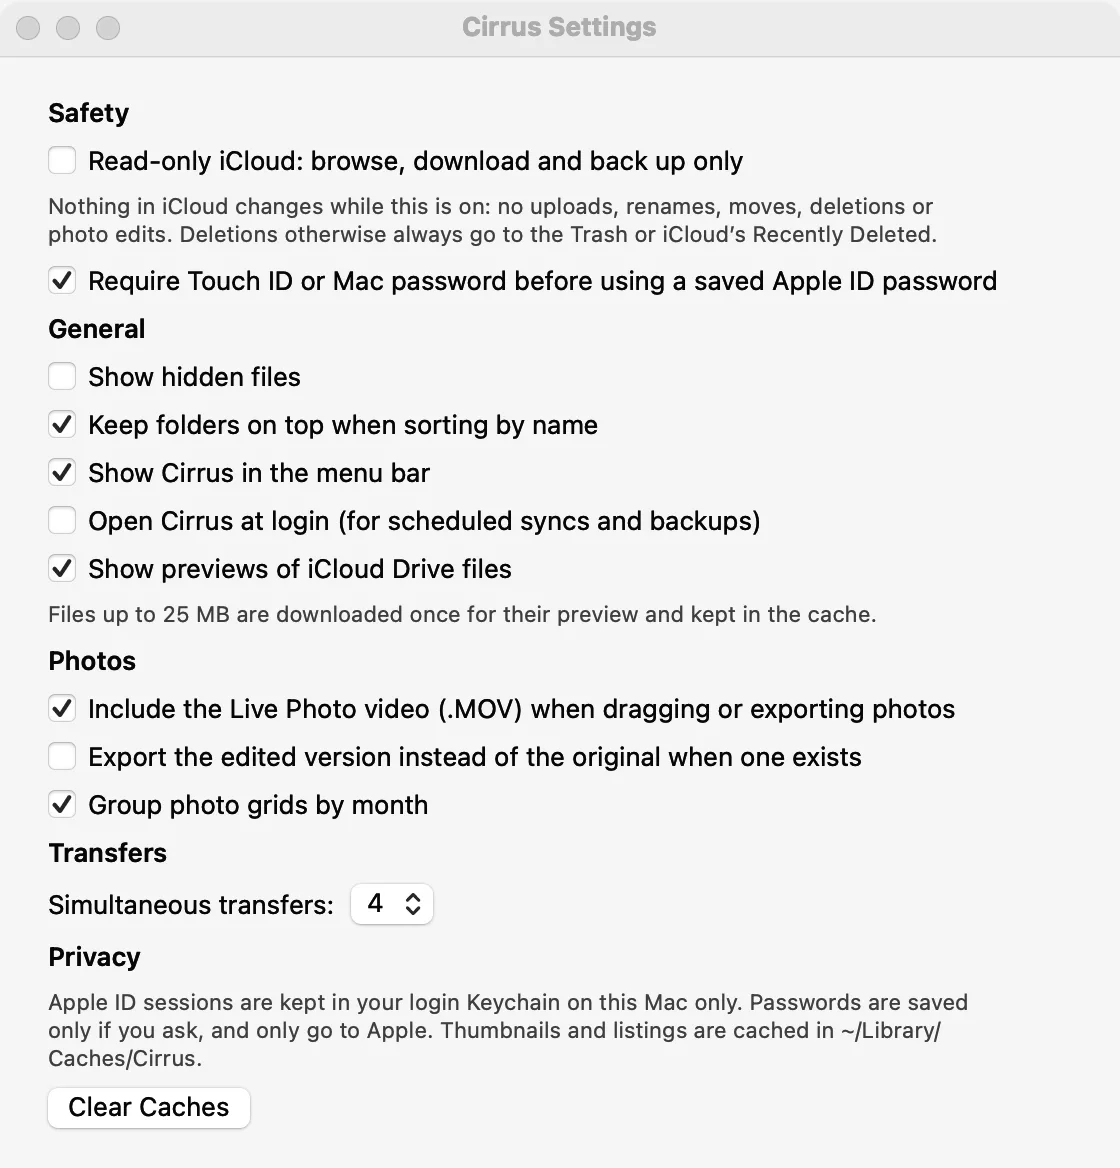 Cirrus Settings
Safety
Read-only iCloud: browse, download and back up only
Nothing in iCloud changes while this is on: no uploads, renames, moves, deletions or
photo edits. Deletions otherwise always go to the Trash or iCloud’s Recently Deleted.
Require Touch ID or Mac password before using a saved Apple ID password
General
Show hidden files
Keep folders on top when sorting by name
Show Cirrus in the menu bar
Open Cirrus at login (for scheduled syncs and backups)
Show previews of iCloud Drive files
Files up to 25 MB are downloaded once for their preview and kept in the cache.
Photos
Include the Live Photo video (.MOV) when dragging or exporting photos
Export the edited version instead of the original when one exists
Group photo grids by month
Transfers
Simultaneous transfers: 4
Privacy
Apple ID sessions are kept in your login Keychain on this Mac only. Passwords are saved
only if you ask, and only go to Apple. Thumbnails and listings are cached in ~/Library/
Caches/Cirrus.
Clear Caches